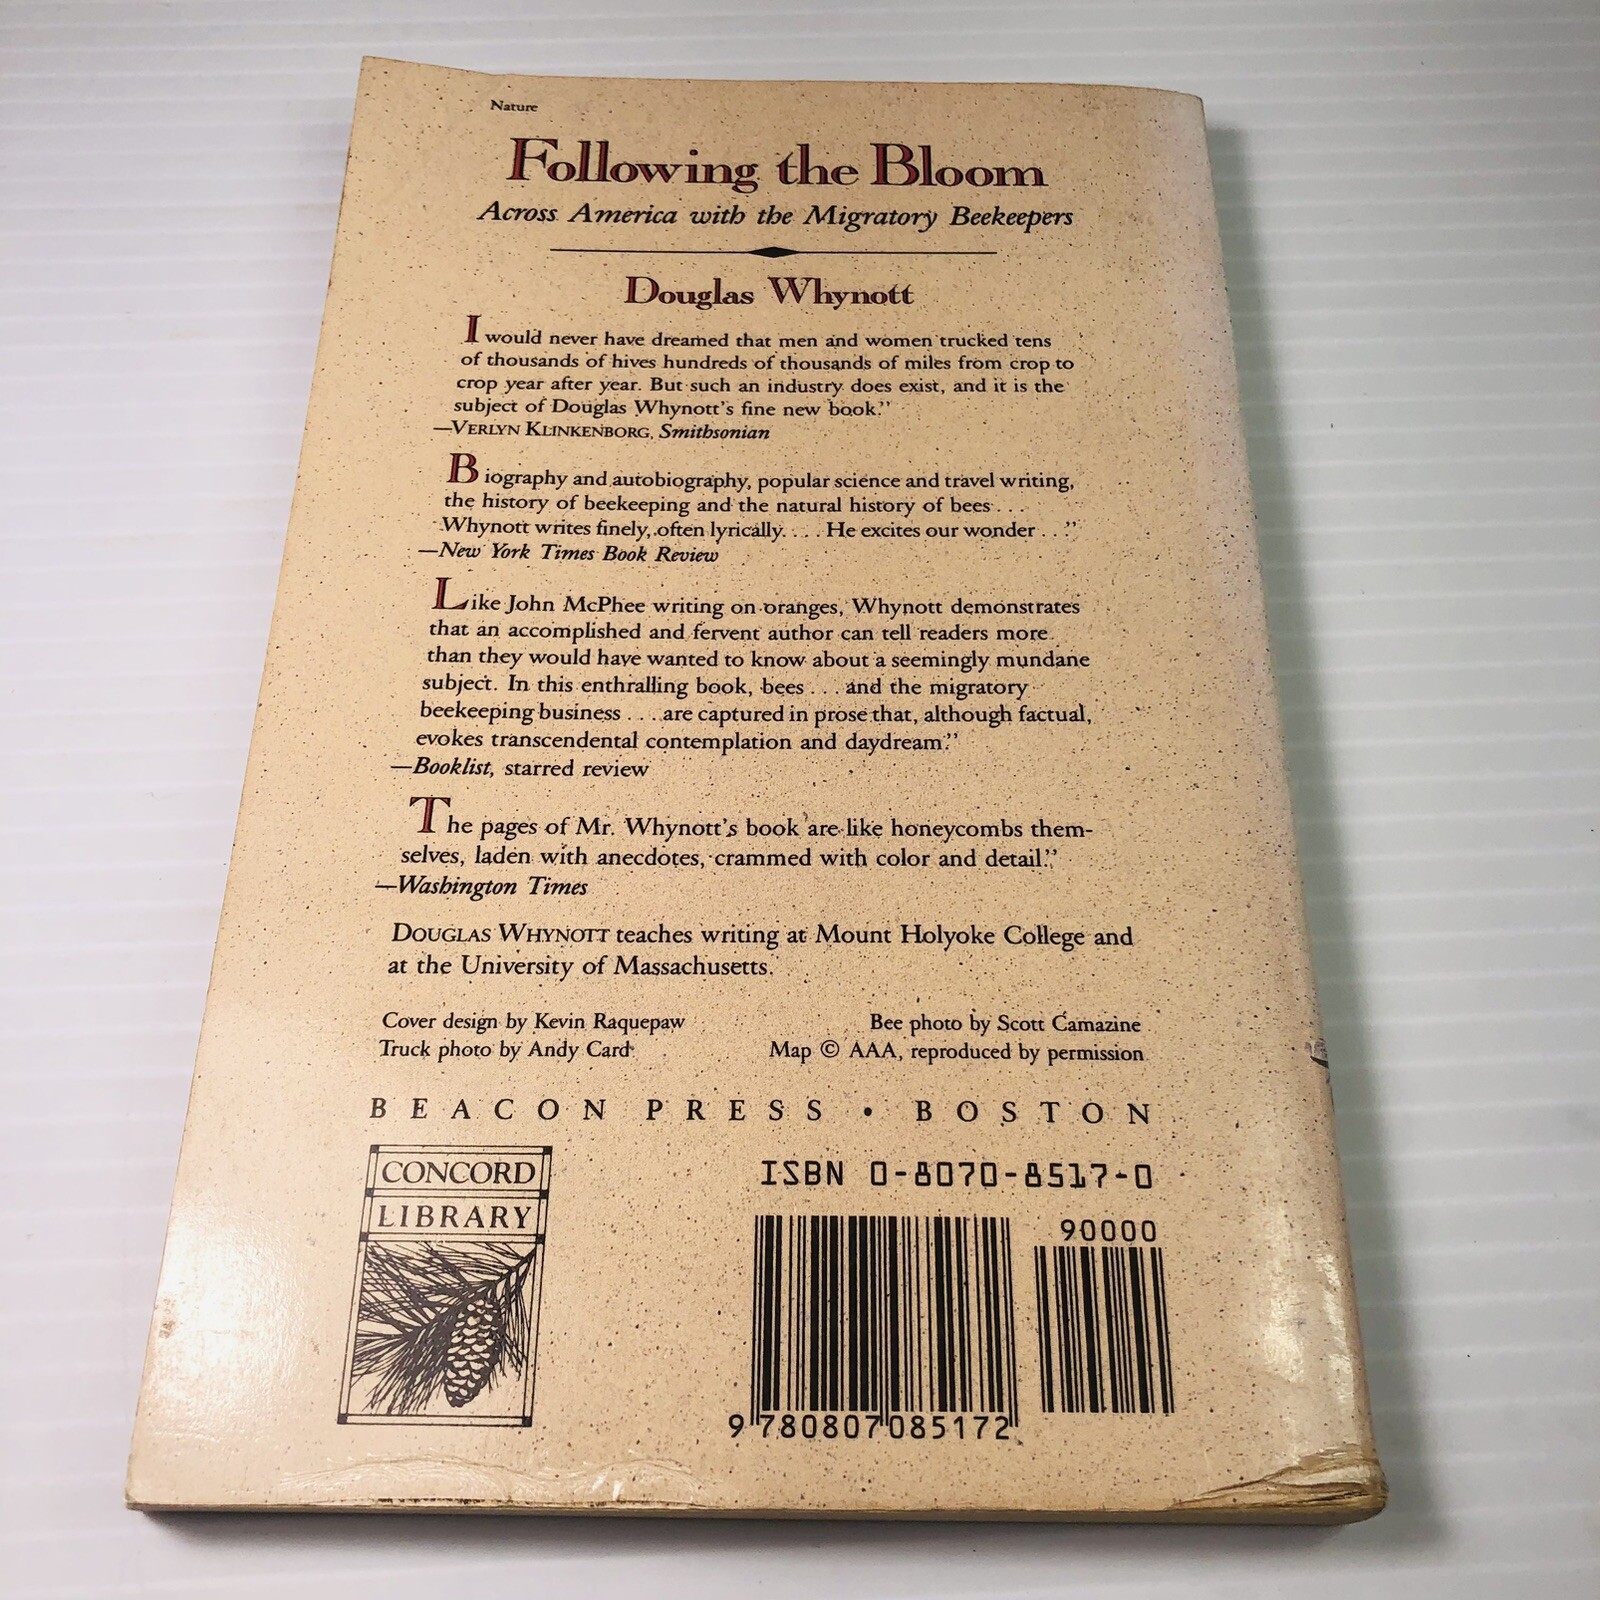 Nature
Following the Bloom
Across America with the Migratory Beekeepers
Douglas Whynott
I would never have dreamed that men and women trucked tens
of thousands of hives hundreds of thousands of miles from crop to
crop year after year. But such an industry does exist, and it is the
subject of Douglas Whynott's fine new book."
—VERLYN KLINKENBORG, Smithsonian
Biography and autobiography, popular science and travel writing,
the history of beekeeping and the natural history of bees . . .
Whynott writes finely, often lyrically. . . . He excites our wonder . . ."
—New York Times Book Review
Like John McPhee writing on oranges, Whynott demonstrates
that an accomplished and fervent author can tell readers more
than they would have wanted to know about a seemingly mundane
subject. In this enthralling book, bees . . . and the migratory
beekeeping business . . . are captured in prose that, although factual,
evokes transcendental contemplation and daydream."
—Booklist, starred review
The pages of Mr. Whynott's book are like honeycombs them-
selves, laden with anecdotes, crammed with color and detail."
—Washington Times
DOUGLAS WHYNOTT teaches writing at Mount Holyoke College and
at the University of Massachusetts.
Cover design by Kevin Raquepaw
Truck photo by Andy Card
Bee photo by Scott Camazine
Map © AAA, reproduced by permission
BEACON PRESS • BOSTON
CONCORD
LIBRARY
ISBN 0-8070-8517-0
90000
9 780807 085172